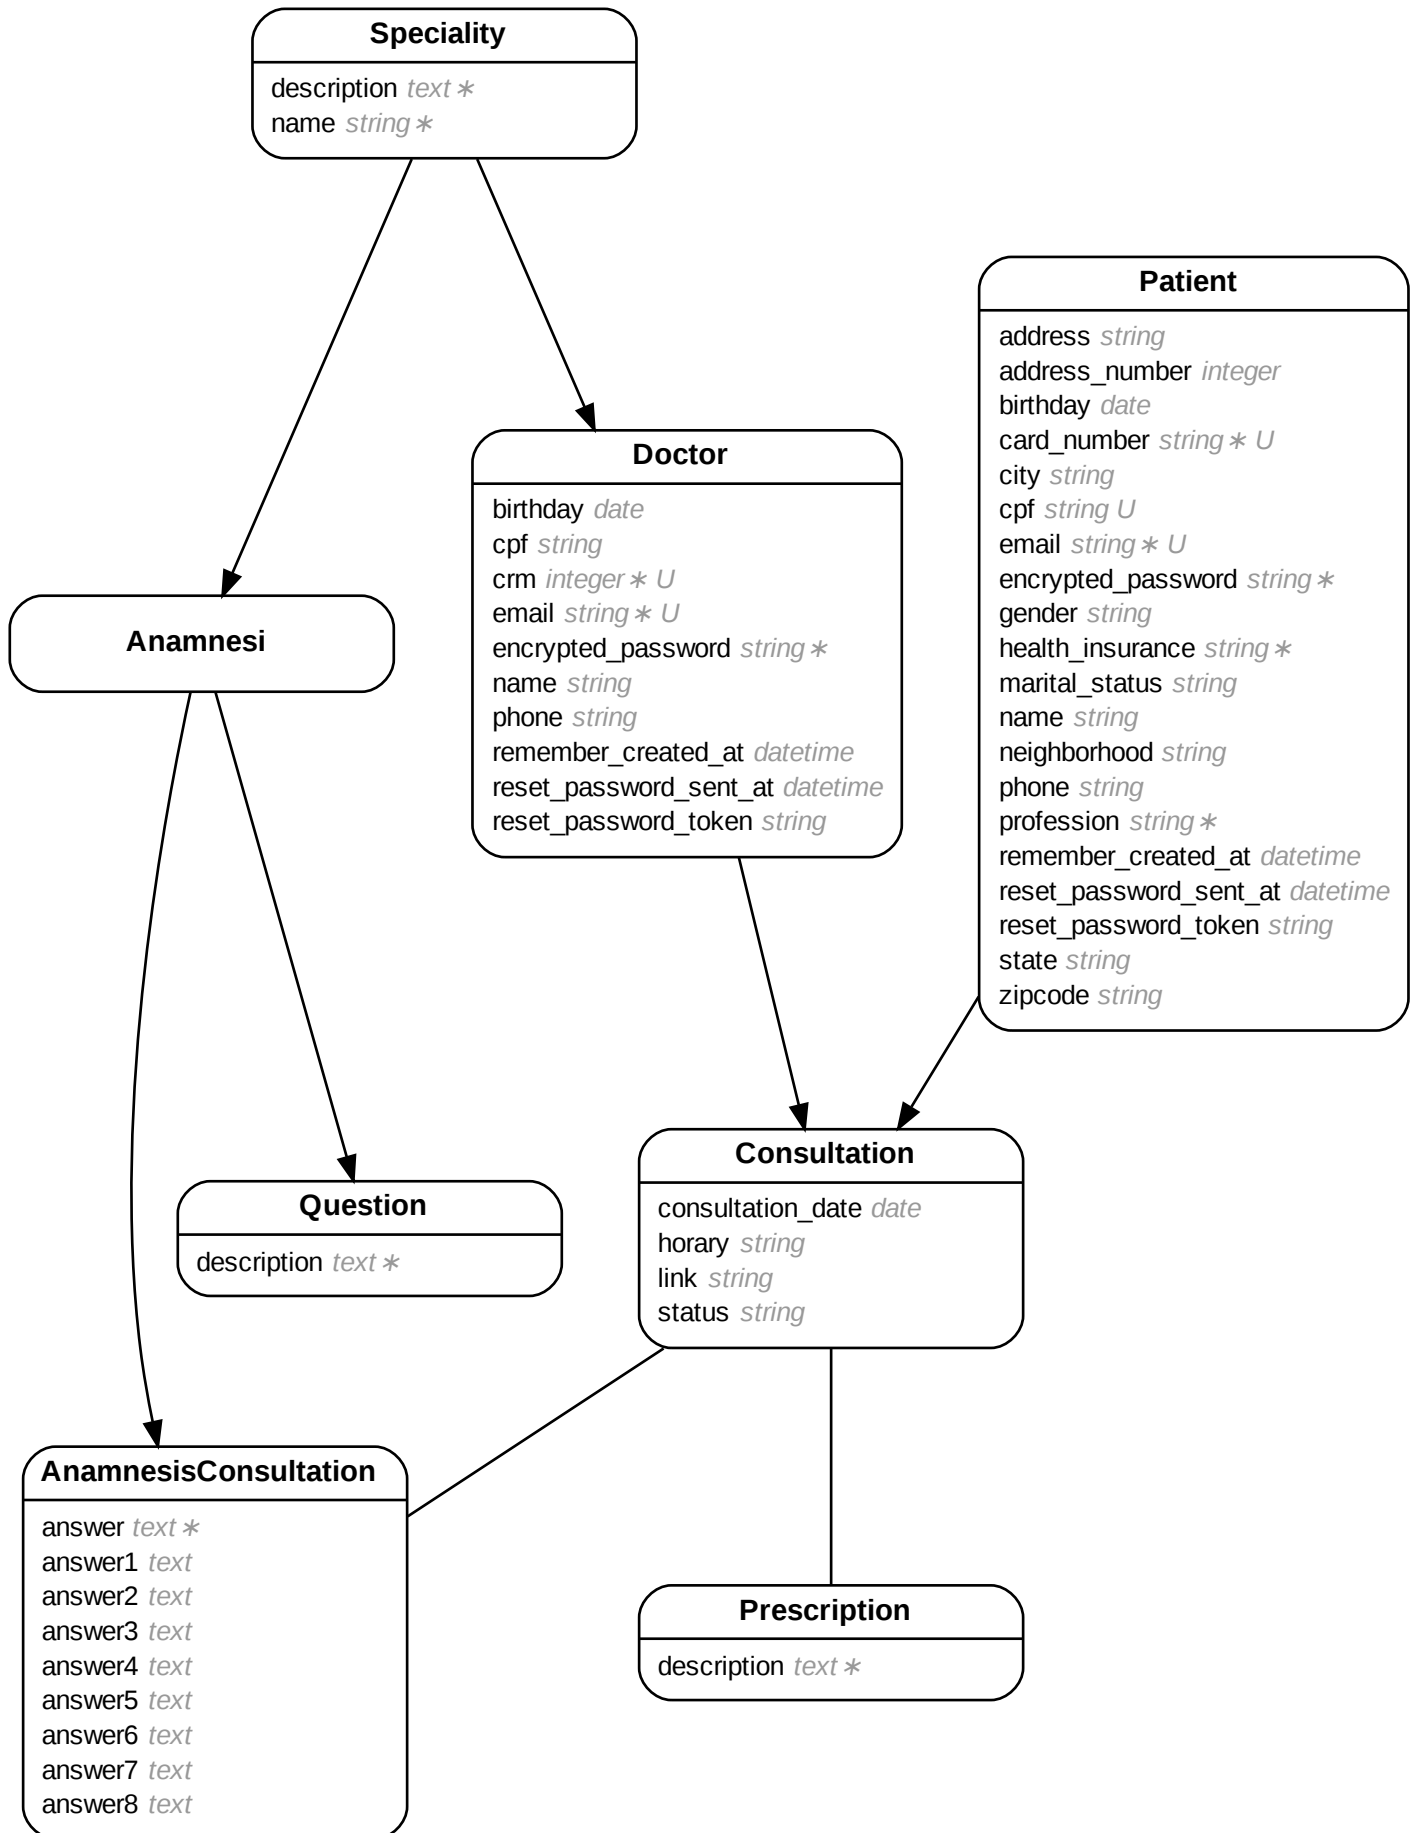 Speciality
description text ∗
name string ∗
Patient
address string
address_number integer
birthday date
card_number string ∗ U
city string
cpf string U
email string ∗ U
encrypted_password string ∗
gender string
health_insurance string ∗
marital_status string
name string
neighborhood string
phone string
profession string ∗
remember_created_at datetime
reset_password_sent_at datetime
reset_password_token string
state string
zipcode string
Doctor
birthday date
cpf string
crm integer ∗ U
email string ∗ U
encrypted_password string ∗
name string
phone string
remember_created_at datetime
reset_password_sent_at datetime
reset_password_token string
Anamnesi
Question
description text ∗
Consultation
consultation_date date
horary string
link string
status string
AnamnesisConsultation
answer text ∗
answer1 text
answer2 text
answer3 text
answer4 text
answer5 text
answer6 text
answer7 text
answer8 text
Prescription
description text ∗